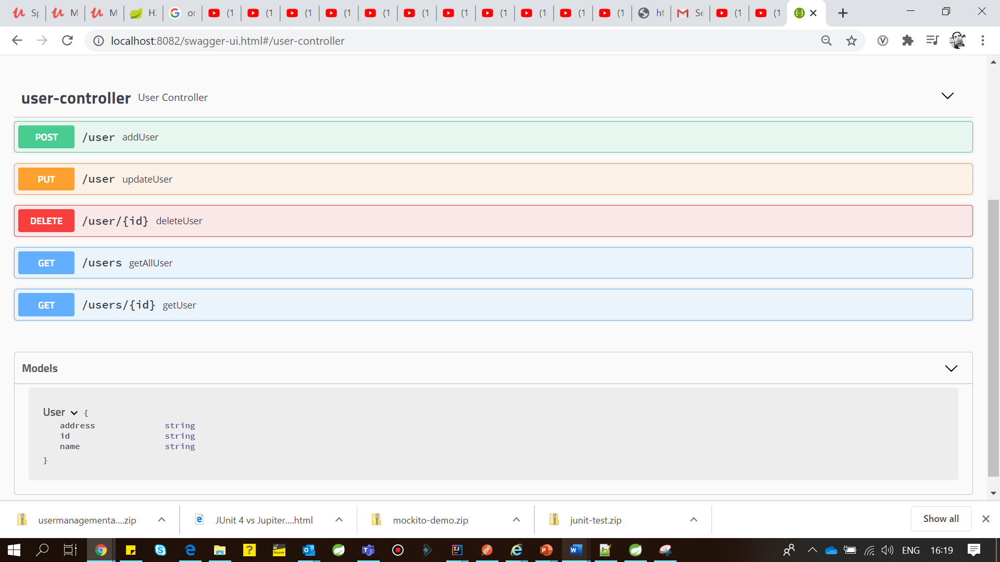 Sp M M H2 or (1 (1 (1 (1 (1 (1 (1 (1 (1 (1 (1 ht Se (1 (1
localhost:8082/swagger-ui.html#/user-controller
user-controller User Controller
POST /user addUser
PUT /user updateUser
DELETE /user/{id} deleteUser
GET /users getAllUser
GET /users/{id} getUser
Models
User {
address string
id string
name string
}
usermanagementa....zip JUnit 4 vs Jupiter....html mockito-demo.zip junit-test.zip Show all
ENG 16:19